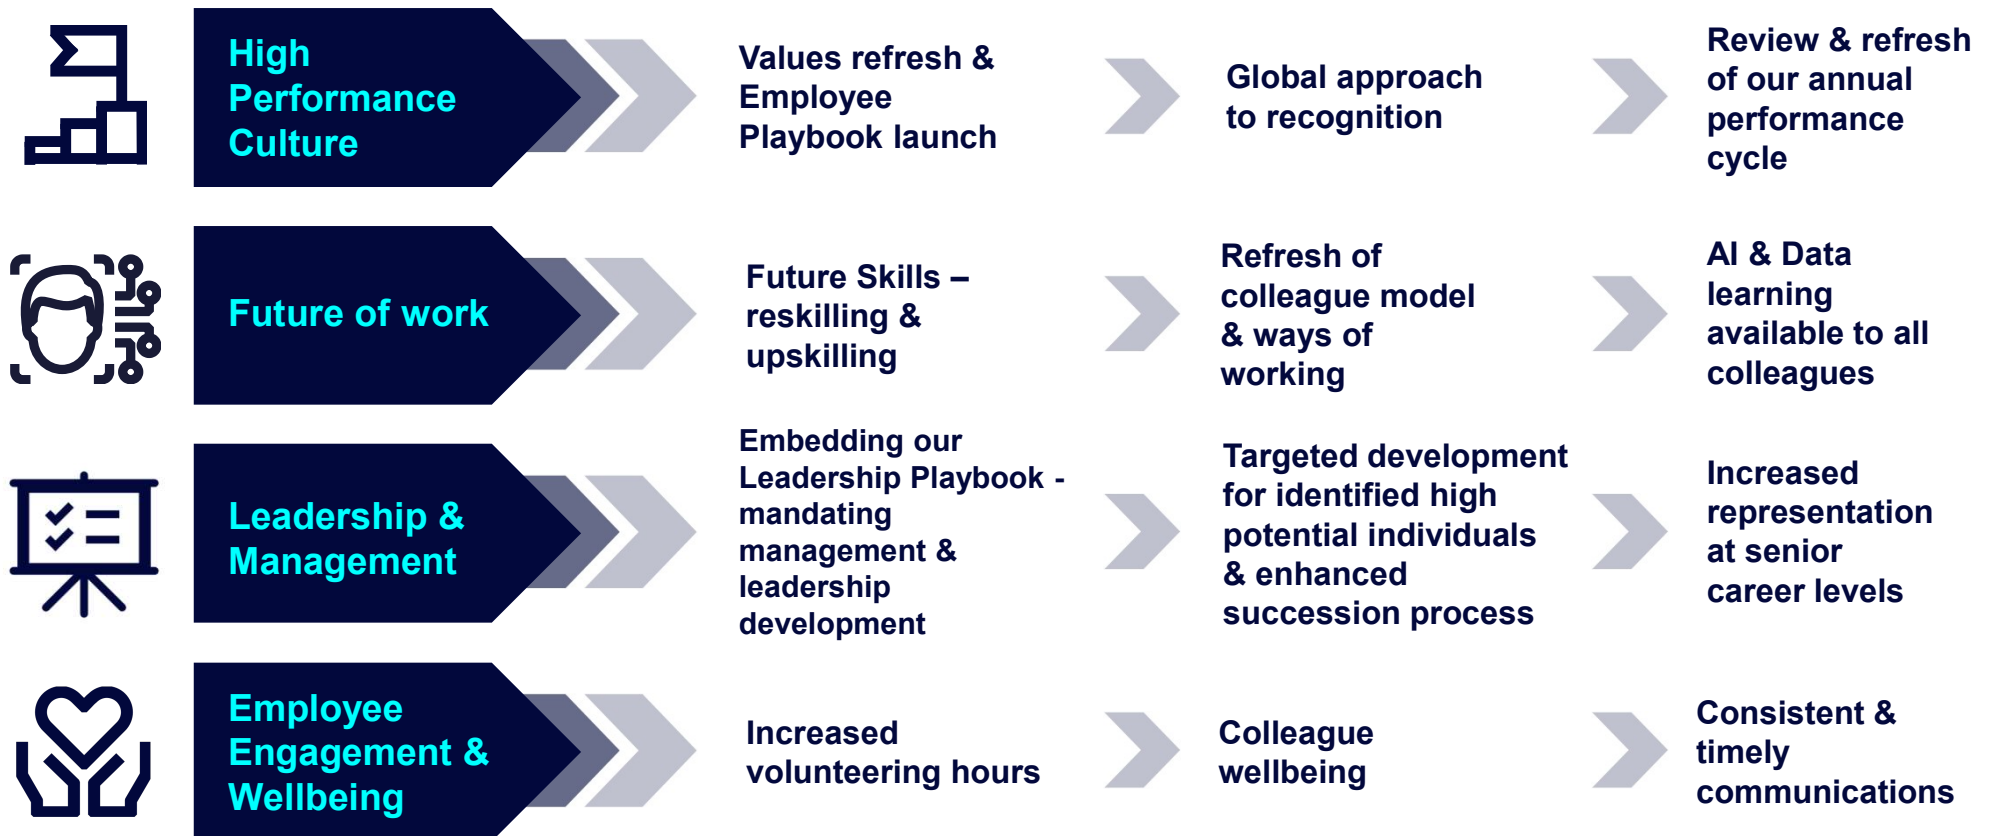 High
Performance
Culture
Values refresh &
Employee
Playbook launch
Global approach
to recognition
Review & refresh
of our annual
performance
cycle
Future of work
Future Skills –
reskilling &
upskilling
Refresh of
colleague model
& ways of
working
AI & Data
learning
available to all
colleagues
Leadership &
Management
Embedding our
Leadership Playbook -
mandating
management &
leadership
development
Targeted development
for identified high
potential individuals
& enhanced
succession process
Increased
representation
at senior
career levels
Employee
Engagement &
Wellbeing
Increased
volunteering hours
Colleague
wellbeing
Consistent &
timely
communications